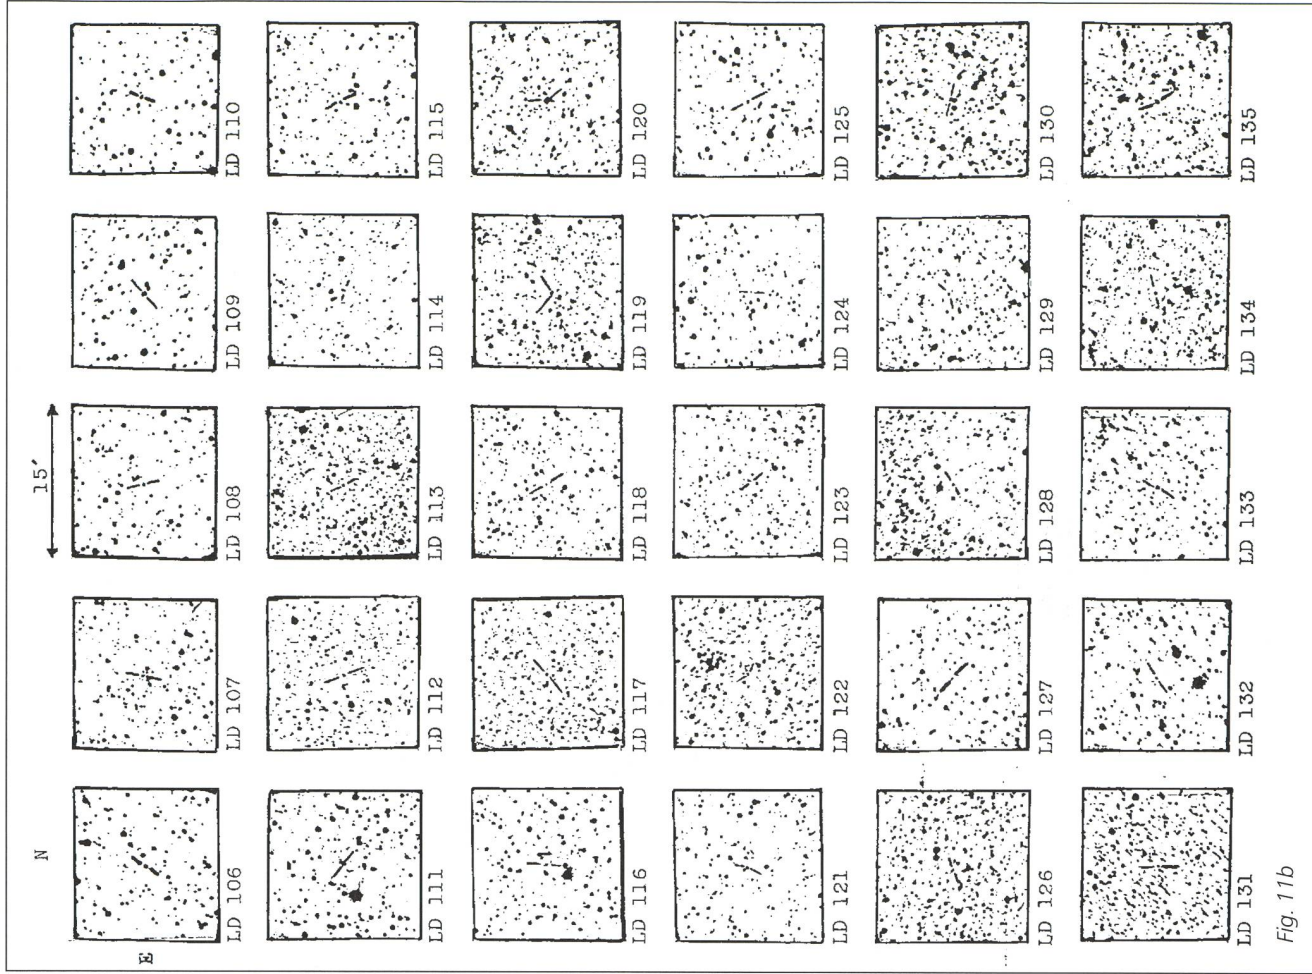 N
15'
E
LD 106
LD 107
LD 108
LD 109
LD 110
LD 111
LD 112
LD 113
LD 114
LD 115
LD 116
LD 117
LD 118
LD 119
LD 120
LD 121
LD 122
LD 123
LD 124
LD 125
LD 126
LD 127
LD 128
LD 129
LD 130
LD 131
LD 132
LD 133
LD 134
LD 135
Fig. 11b